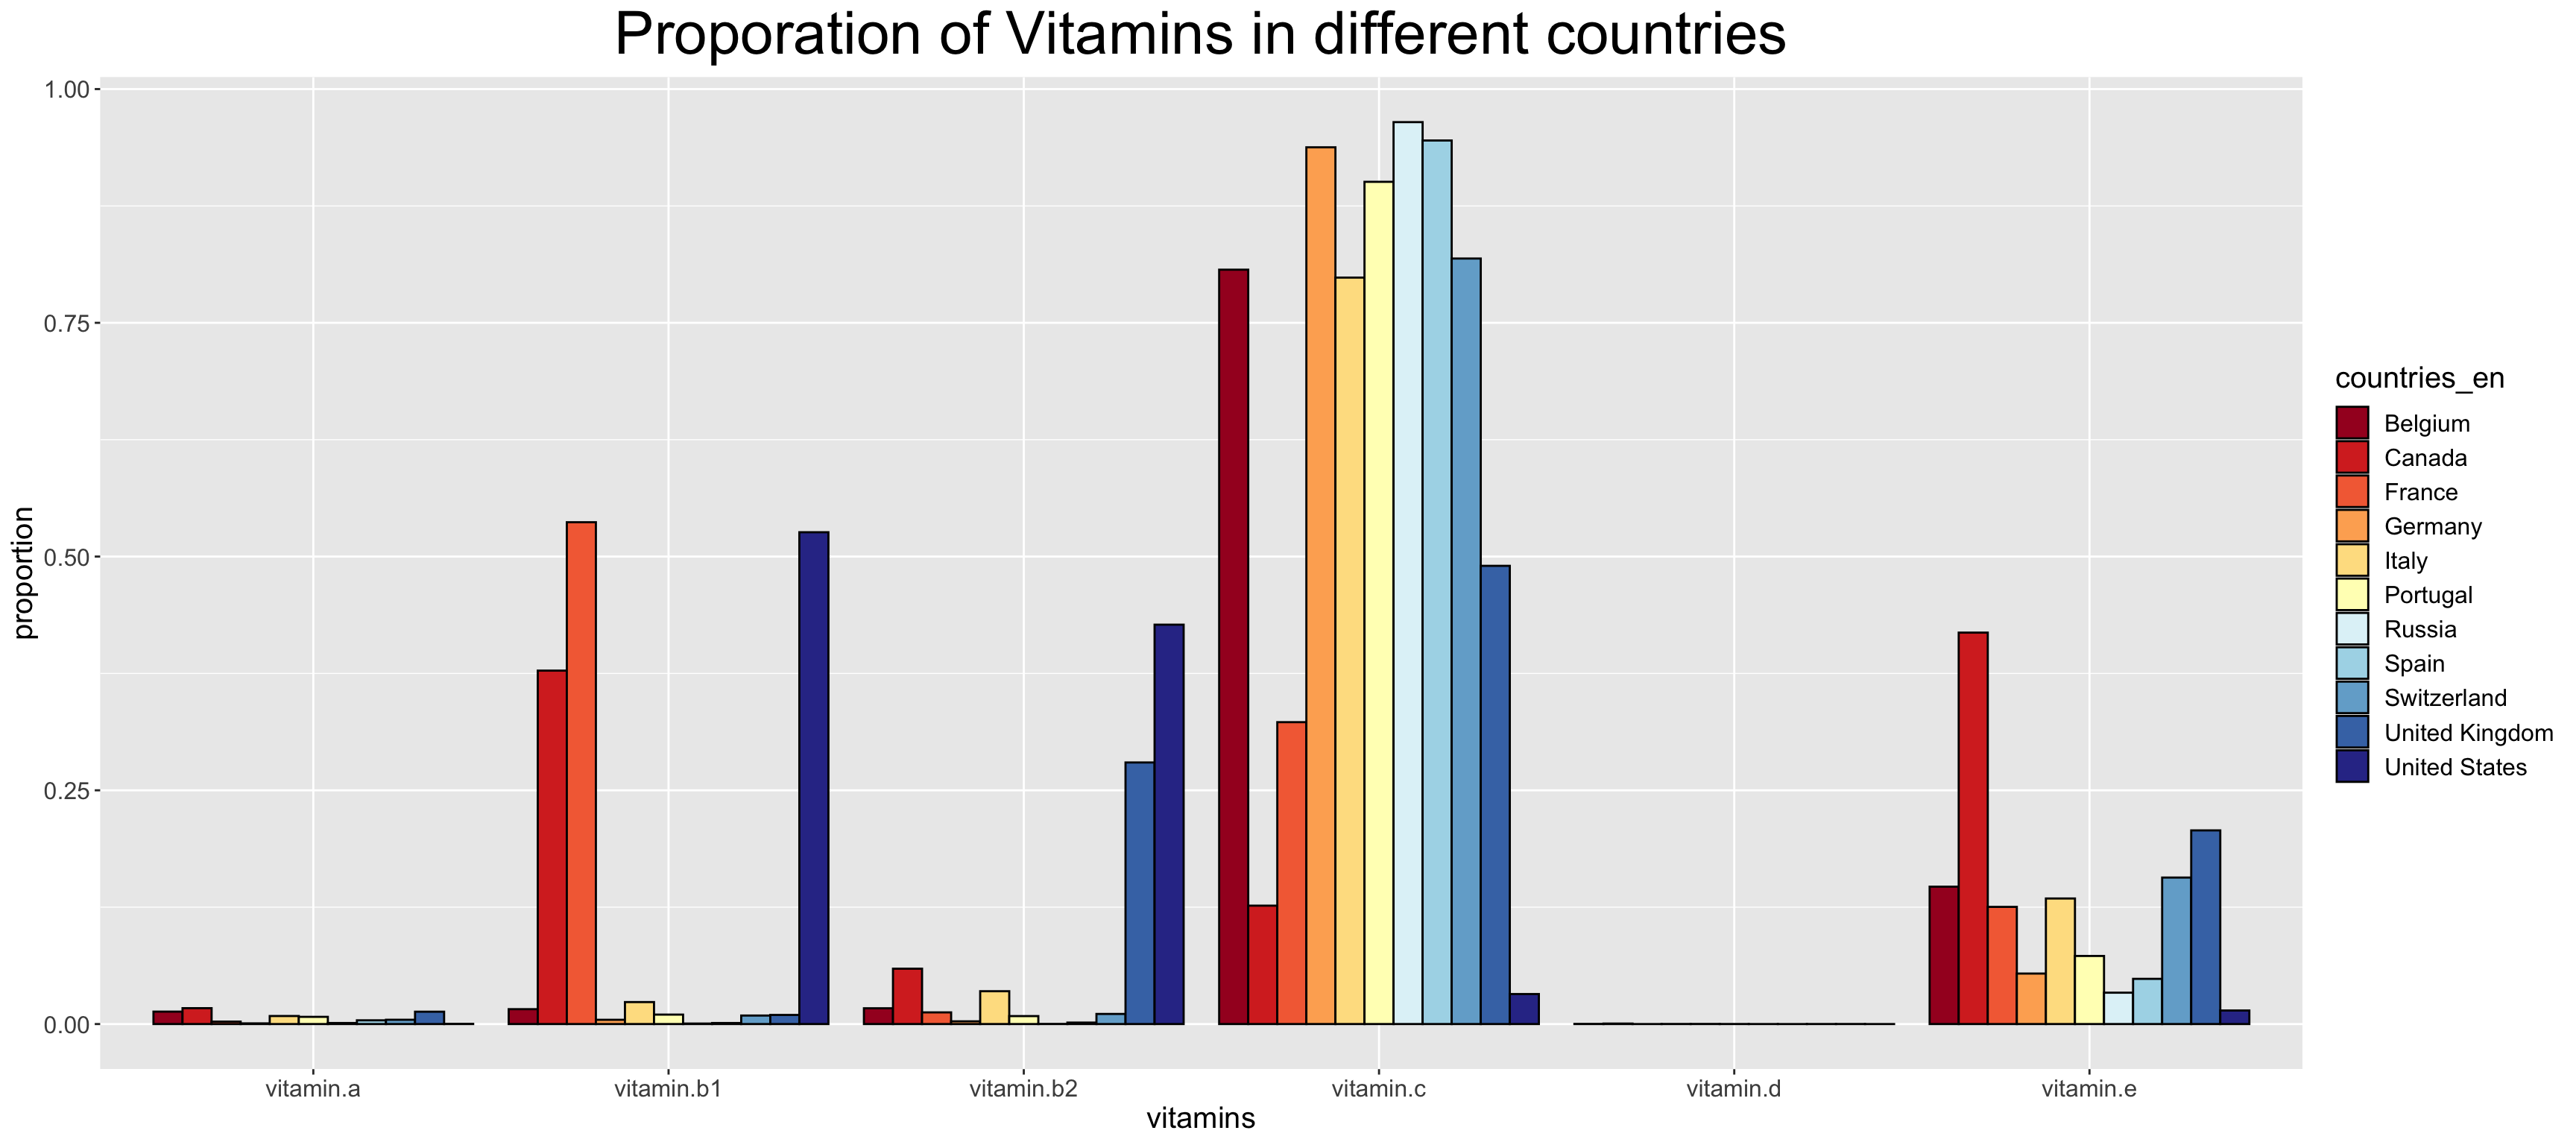 Proporation of Vitamins in different countries
1.00
0.75
0.50
0.25
0.00
proportion
vitamin.a vitamin.b1 vitamin.b2 vitamin.c vitamin.d vitamin.e
vitamins
countries_en
Belgium
Canada
France
Germany
Italy
Portugal
Russia
Spain
Switzerland
United Kingdom
United States